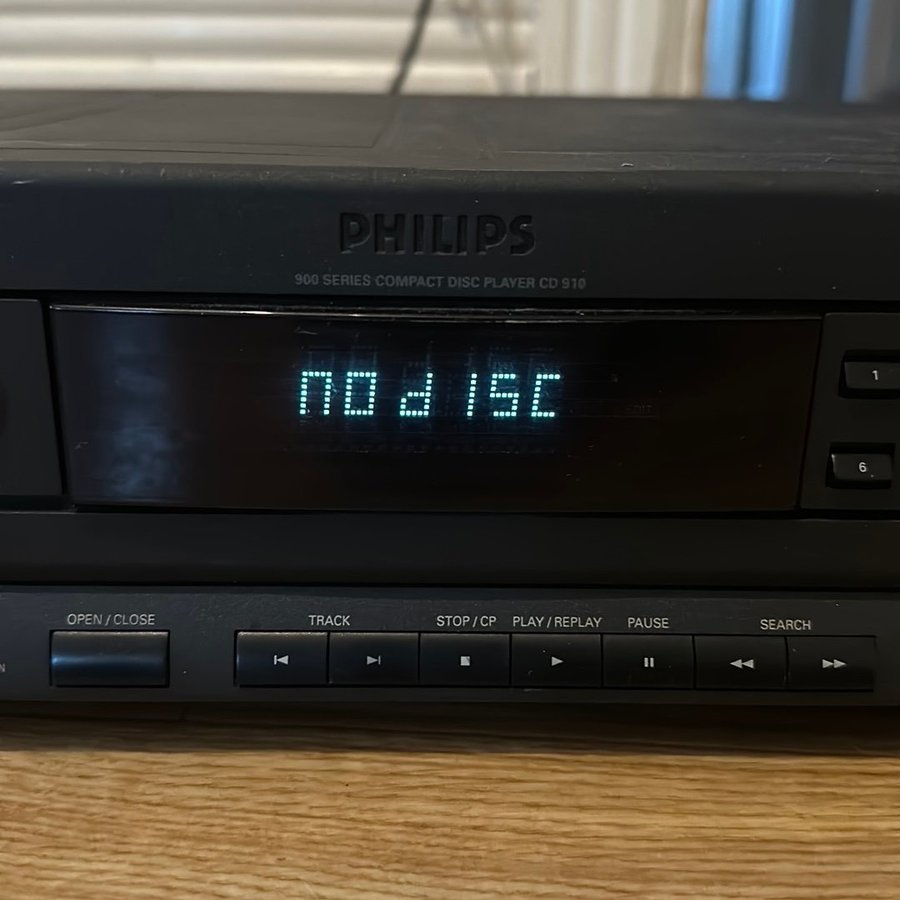 PHILIPS
900 SERIES COMPACT DISC PLAYER CD 910
NO dISC
EDIT
1
6
OPEN / CLOSE
TRACK
STOP / CP
PLAY / REPLAY
PAUSE
SEARCH